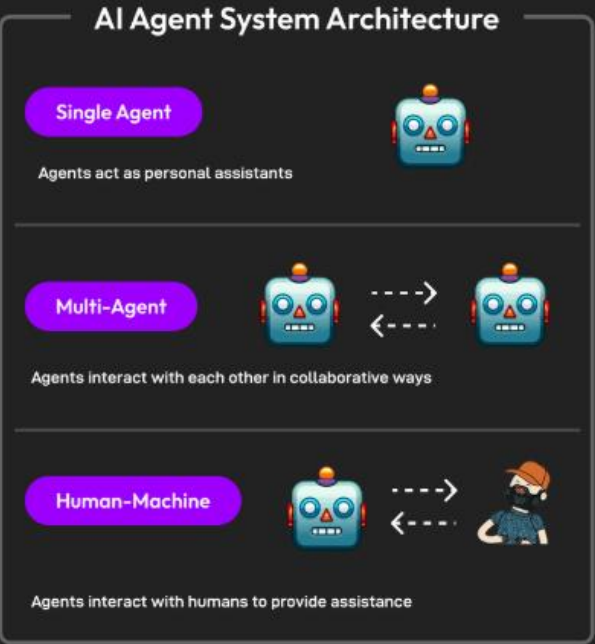 AI Agent System Architecture
Single Agent
Agents act as personal assistants
Multi-Agent
Agents interact with each other in collaborative ways
Human-Machine
Agents interact with humans to provide assistance